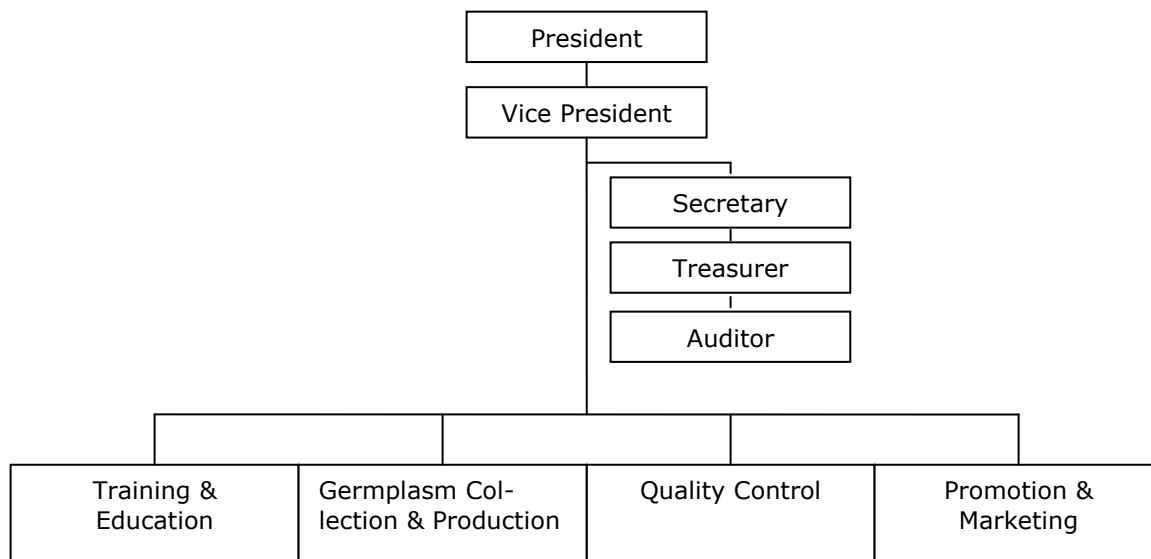 President
Vice President
Secretary
Treasurer
Auditor
Training &
Education
Germplasm Col-
lection & Production
Quality Control
Promotion &
Marketing